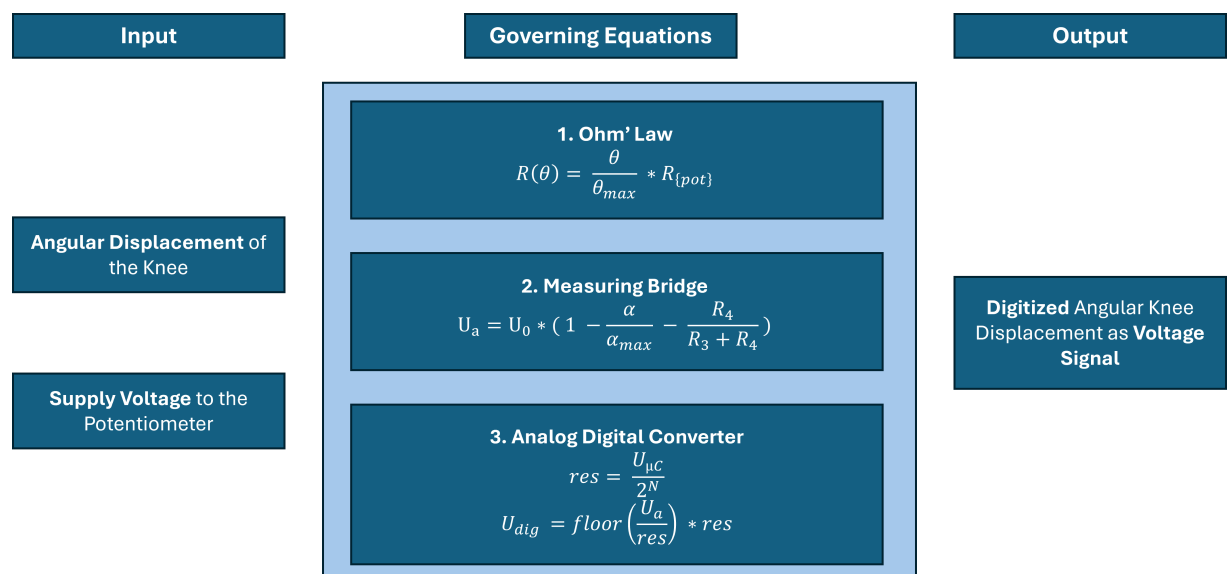 Input
Governing Equations
Output
Angular Displacement of
the Knee
Supply Voltage to the
Potentiometer
1. Ohm' Law
R(θ) = θ/θ_max * R_{pot}
2. Measuring Bridge
U_a = U_0 * ( 1 − α/α_max − R_4/(R_3 + R_4) )
3. Analog Digital Converter
res = U_μC/2^N
U_dig = floor(U_a/res) * res
Digitized Angular Knee
Displacement as Voltage
Signal